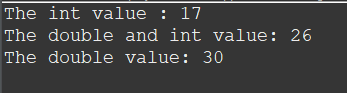 The int value : 17
The double and int value: 26
The double value: 30